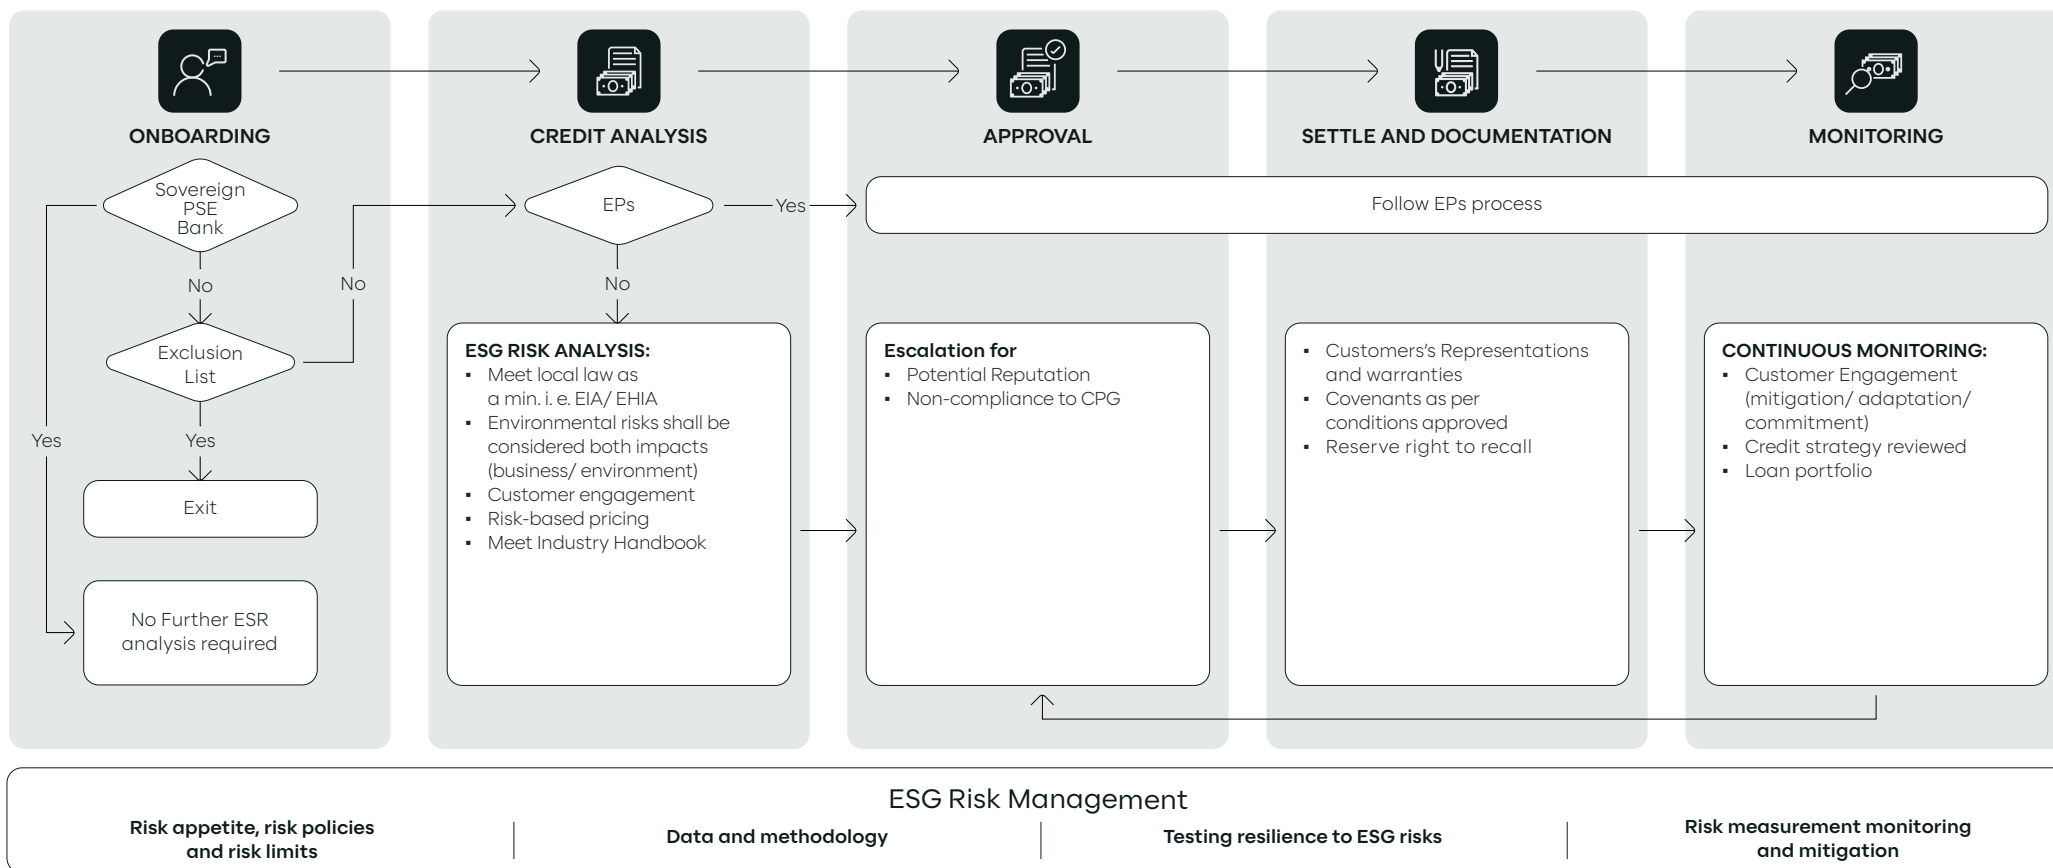 ONBOARDING
CREDIT ANALYSIS
APPROVAL
SETTLE AND DOCUMENTATION
MONITORING
Sovereign
PSE
Bank
No
Exclusion
List
Yes
Yes
No
Exit
No Further ESR
analysis required
EPs
Yes
No
Follow EPs process
ESG RISK ANALYSIS:
▪ Meet local law as
a min. i. e. EIA/ EHIA
▪ Environmental risks shall be
considered both impacts
(business/ environment)
▪ Customer engagement
▪ Risk-based pricing
▪ Meet Industry Handbook
Escalation for
▪ Potential Reputation
▪ Non-compliance to CPG
▪ Customers's Representations
and warranties
▪ Covenants as per
conditions approved
▪ Reserve right to recall
CONTINUOUS MONITORING:
▪ Customer Engagement
(mitigation/ adaptation/
commitment)
▪ Credit strategy reviewed
▪ Loan portfolio
ESG Risk Management
Risk appetite, risk policies
and risk limits
Data and methodology
Testing resilience to ESG risks
Risk measurement monitoring
and mitigation